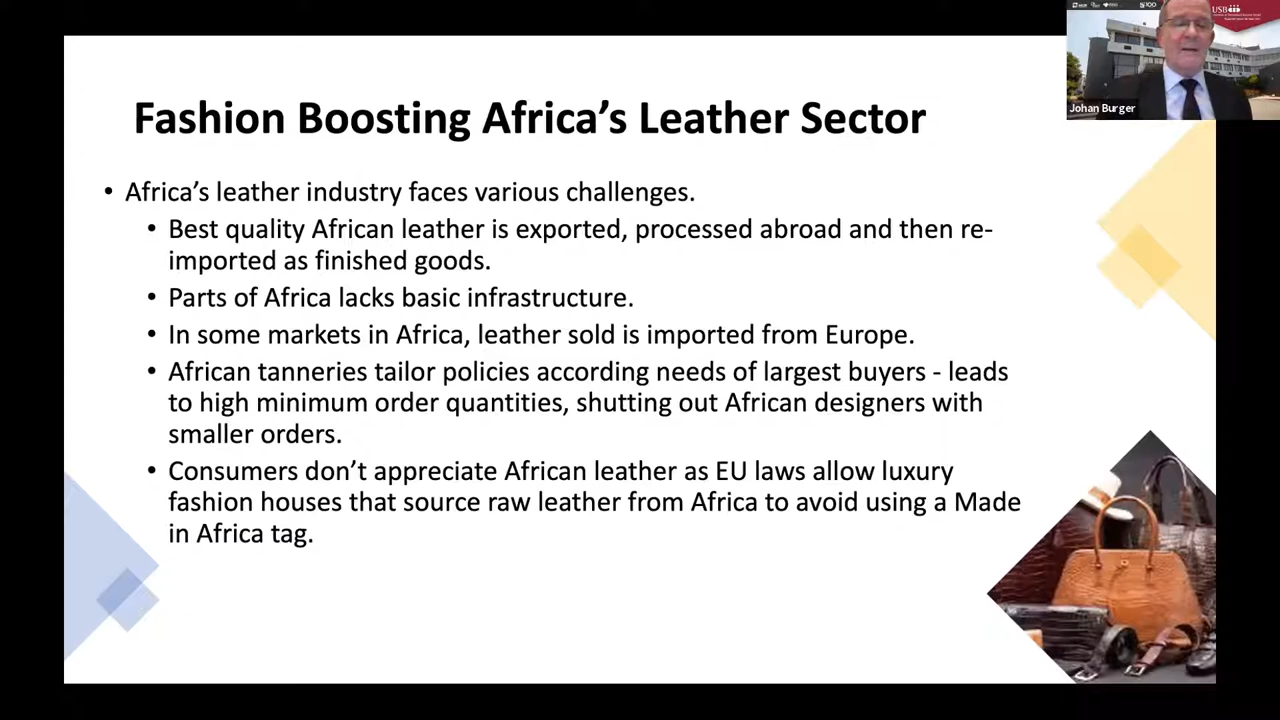 Fashion Boosting Africa's Leather Sector
• Africa's leather industry faces various challenges.
• Best quality African leather is exported, processed abroad and then re-
imported as finished goods.
• Parts of Africa lacks basic infrastructure.
• In some markets in Africa, leather sold is imported from Europe.
• African tanneries tailor policies according needs of largest buyers - leads
to high minimum order quantities, shutting out African designers with
smaller orders.
• Consumers don't appreciate African leather as EU laws allow luxury
fashion houses that source raw leather from Africa to avoid using a Made
in Africa tag.
USB
Johan Burger